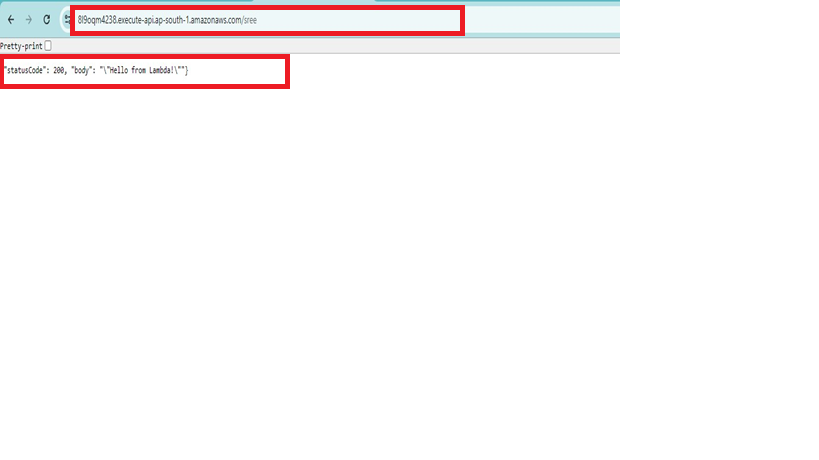 8l9oqm4238.execute-api.ap-south-1.amazonaws.com/sree
Pretty-print
"statusCode": 200, "body": "\"Hello from Lambda!\""}